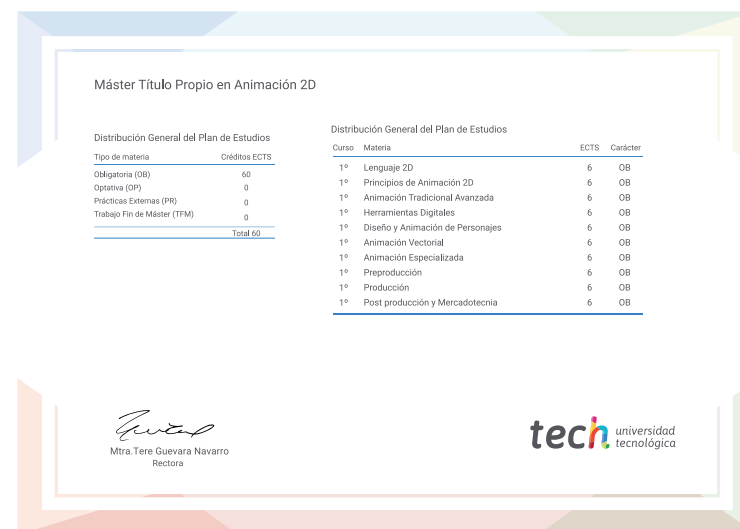 Máster Título Propio en Animación 2D
Distribución General del Plan de Estudios
Tipo de materia Créditos ECTS
Obligatoria (OB) 60
Optativa (OP) 0
Prácticas Externas (PR) 0
Trabajo Fin de Máster (TFM) 0
Total 60
Distribución General del Plan de Estudios
Curso Materia ECTS Carácter
1º Lenguaje 2D 6 OB
1º Principios de Animación 2D 6 OB
1º Animación Tradicional Avanzada 6 OB
1º Herramientas Digitales 6 OB
1º Diseño y Animación de Personajes 6 OB
1º Animación Vectorial 6 OB
1º Animación Especializada 6 OB
1º Preproducción 6 OB
1º Producción 6 OB
1º Post producción y Mercadotecnia 6 OB
Mtra.Tere Guevara Navarro
Rectora
tech universidad
tecnológica